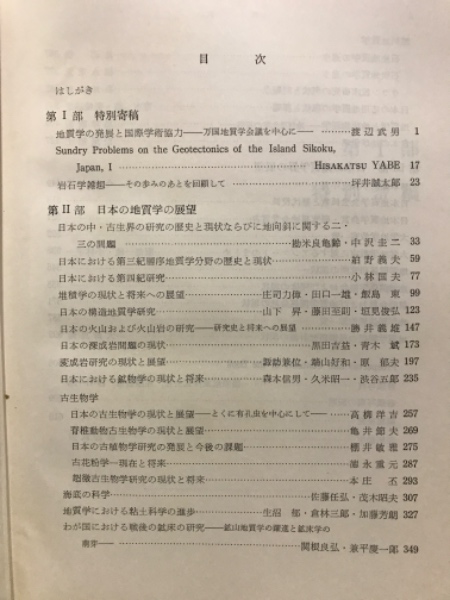 目 次
はしがき
第Ⅰ部 特別寄稿
地質学の発展と国際学術協力——万国地質学会議を中心に——………渡辺武男 1
Sundry Problems on the Geotectonics of the Island Sikoku,
Japan, I ……… HISAKATSU YABE 17
岩石学雑想——その歩みのあとを回顧して………坪井誠太郎 23
第Ⅱ部 日本の地質学の展望
日本の中・古生界の研究の歴史と現状ならびに地向斜に関する二・
三の問題………勘米良亀齢・中沢圭二 33
日本における第三紀層序地質学分野の歴史と現状………紺野義夫 59
日本における第四紀研究………小林国夫 77
地積学の現状と将来への展望………庄司力偉・田口一雄・飯島 東 99
日本の構造地質学研究………山下 昇・藤田至則・垣見俊弘 123
日本の火山および火山岩の研究——研究史と将来への展望………勝井義雄 147
日本の深成岩問題の現状………黒田吉益・青木 斌 173
変成岩研究の現状と展望………諏訪兼位・端山好和・原 郁夫 197
日本における鉱物学の現状と将来………森本信男・久米昭一・渋谷五郎 235
古生物学
日本の古生物学の現状と展望——とくに有孔虫を中心にして——………高橋洋吉 257
脊椎動物古生物学の現状と展望………亀井節夫 269
日本の古植物学研究の発展と今後の課題………棚井敏雅 275
古花粉学—現在と将来………徳永重元 287
超微古生物学研究の現状と将来………本庄 丕 293
海底の科学………佐藤任弘・茂木昭夫 307
地質学における粘土科学の進歩………生沼 郁・倉林三郎・加藤芳朗 327
わが国における戦後の鉱床の研究——鉱山地質学の躍進と鉱床学の
萌芽——………関根良弘・兼平慶一郎 349